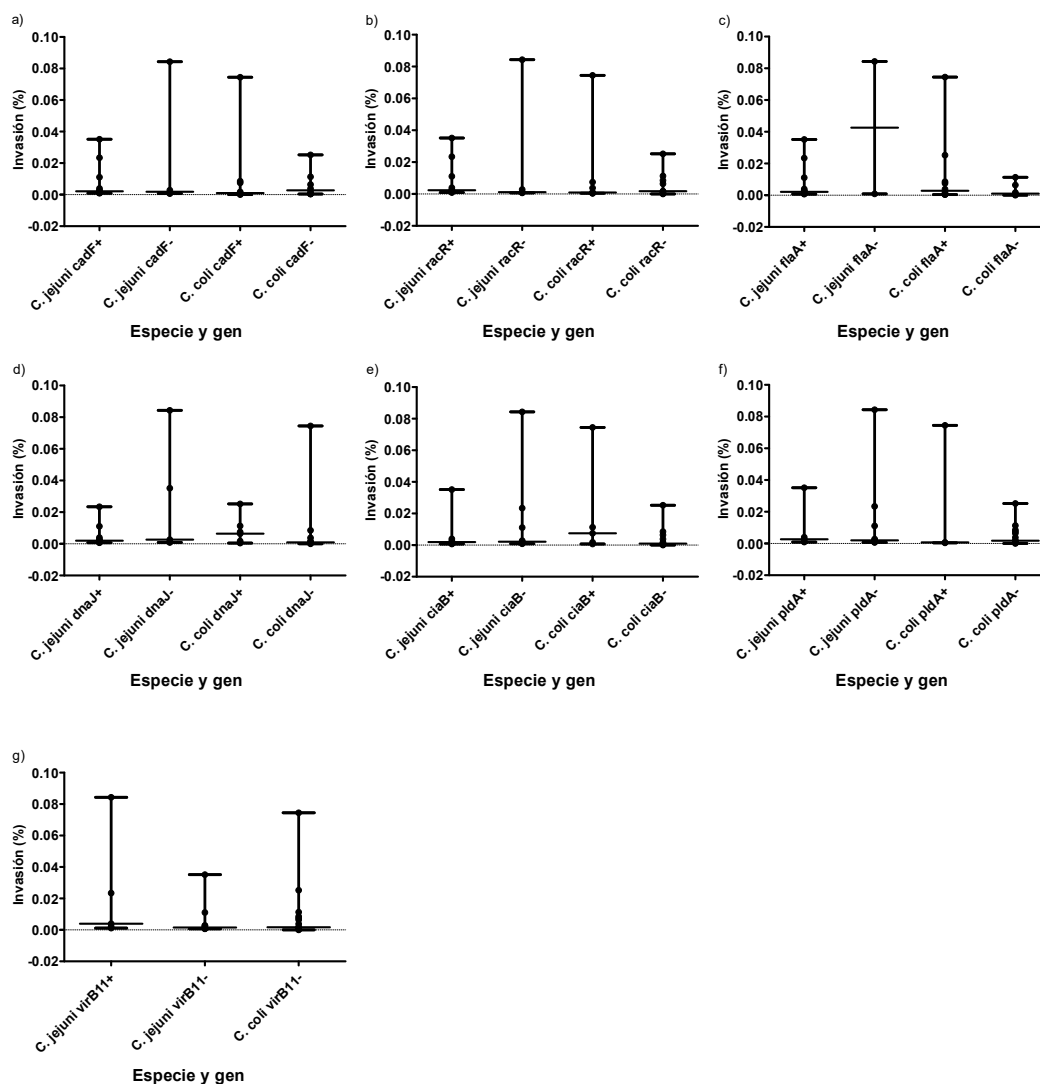 a)
0.10
0.08
0.06
0.04
0.02
0.00
-0.02
Invasión (%)
C. jejuni cadF+
C. jejuni cadF-
C. coli cadF+
C. coli cadF-
Especie y gen
b)
0.10
0.08
0.06
0.04
0.02
0.00
-0.02
Invasión (%)
C. jejuni racR+
C. jejuni racR-
C. coli racR+
C. coli racR-
Especie y gen
c)
0.10
0.08
0.06
0.04
0.02
0.00
-0.02
Invasión (%)
C. jejuni flaA+
C. jejuni flaA-
C. coli flaA+
C. coli flaA-
Especie y gen
d)
0.10
0.08
0.06
0.04
0.02
0.00
-0.02
Invasión (%)
C. jejuni dnaJ+
C. jejuni dnaJ-
C. coli dnaJ+
C. coli dnaJ-
Especie y gen
e)
0.10
0.08
0.06
0.04
0.02
0.00
-0.02
Invasión (%)
C. jejuni ciaB+
C. jejuni ciaB-
C. coli ciaB+
C. coli ciaB-
Especie y gen
f)
0.10
0.08
0.06
0.04
0.02
0.00
-0.02
Invasión (%)
C. jejuni pldA+
C. jejuni pldA-
C. coli pldA+
C. coli pldA-
Especie y gen
g)
0.10
0.08
0.06
0.04
0.02
0.00
-0.02
Invasión (%)
C. jejuni virB11+
C. jejuni virB11-
C. coli virB11-
Especie y gen